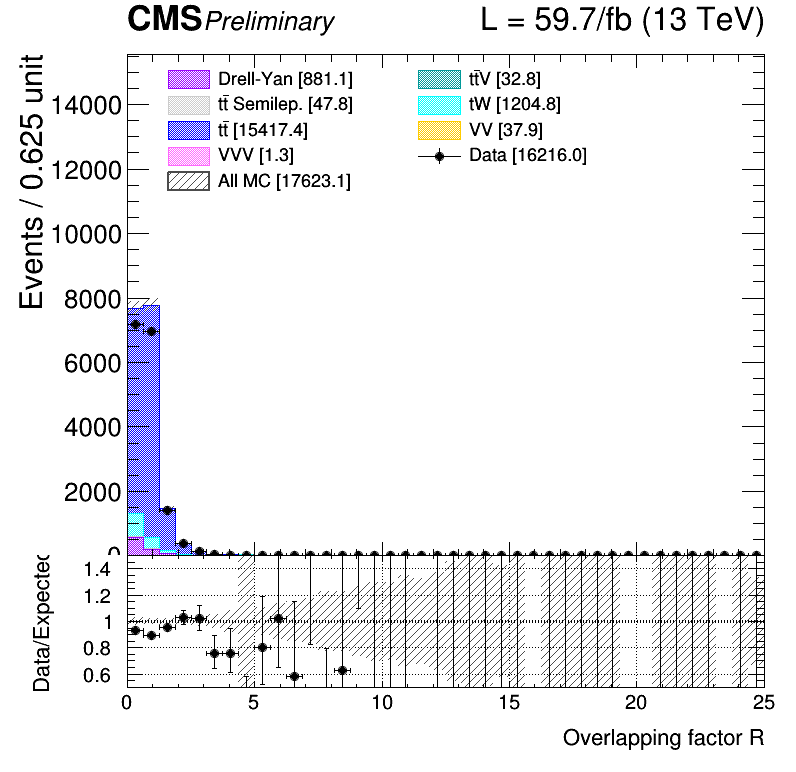 CMS Preliminary L = 59.7/fb (13 TeV)
Events / 0.625 unit
Drell-Yan [881.1]
tt̄ Semilep. [47.8]
tt̄ [15417.4]
VVV [1.3]
All MC [17623.1]
tt̄V [32.8]
tW [1204.8]
VV [37.9]
Data [16216.0]
14000
12000
10000
8000
6000
4000
2000
0
Data/Expected
1.4
1.2
1
0.8
0.6
0 5 10 15 20 25
Overlapping factor R